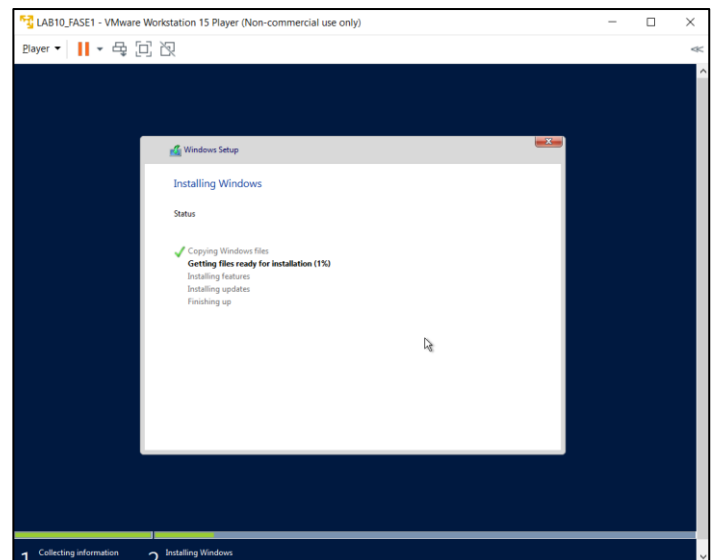 LAB10_FASE1 - VMware Workstation 15 Player (Non-commercial use only)
Player
Windows Setup
Installing Windows
Status
Copying Windows files
Getting files ready for installation (1%)
Installing features
Installing updates
Finishing up
1 Collecting information 2 Installing Windows